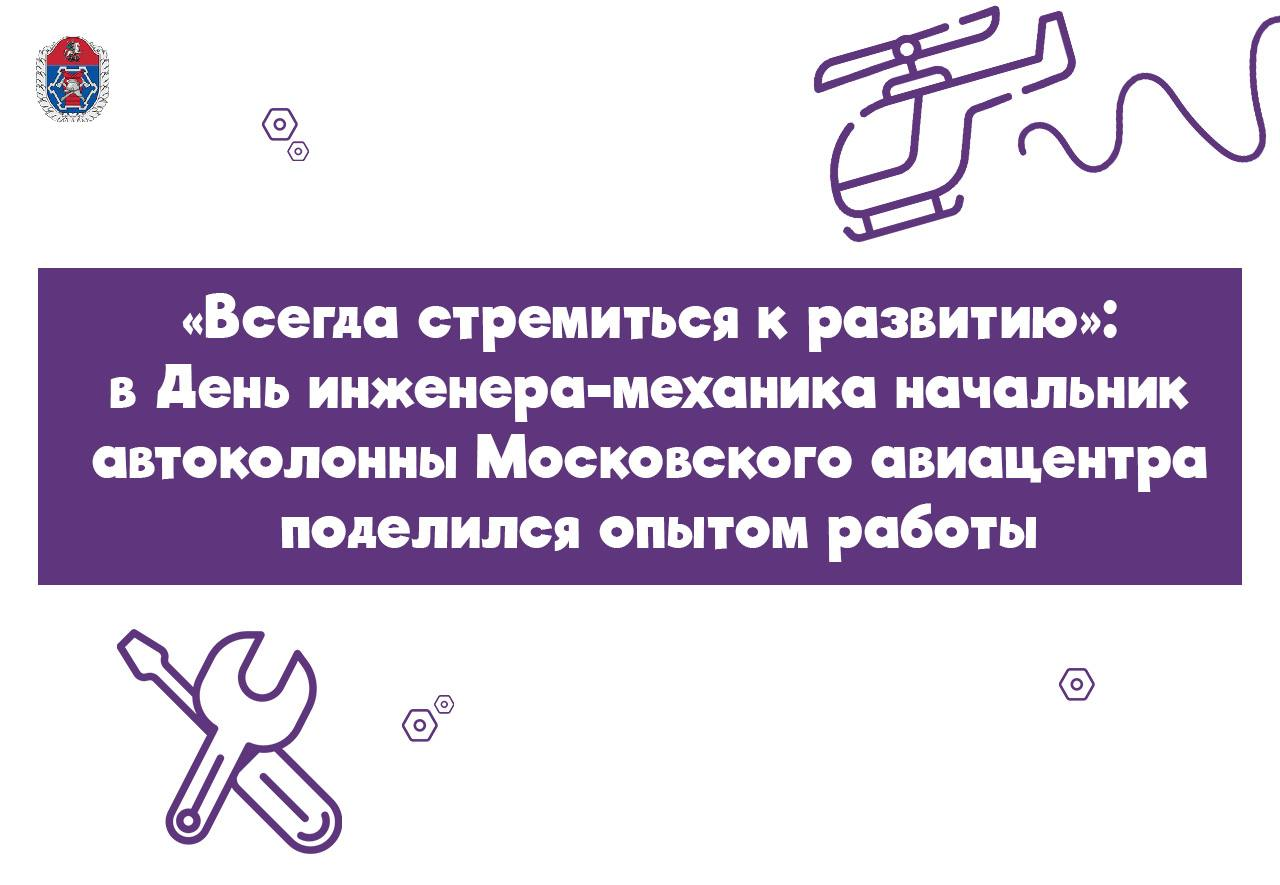 «Всегда стремиться к развитию»:
в День инженера-механика начальник
автоколонны Московского авиацентра
поделился опытом работы